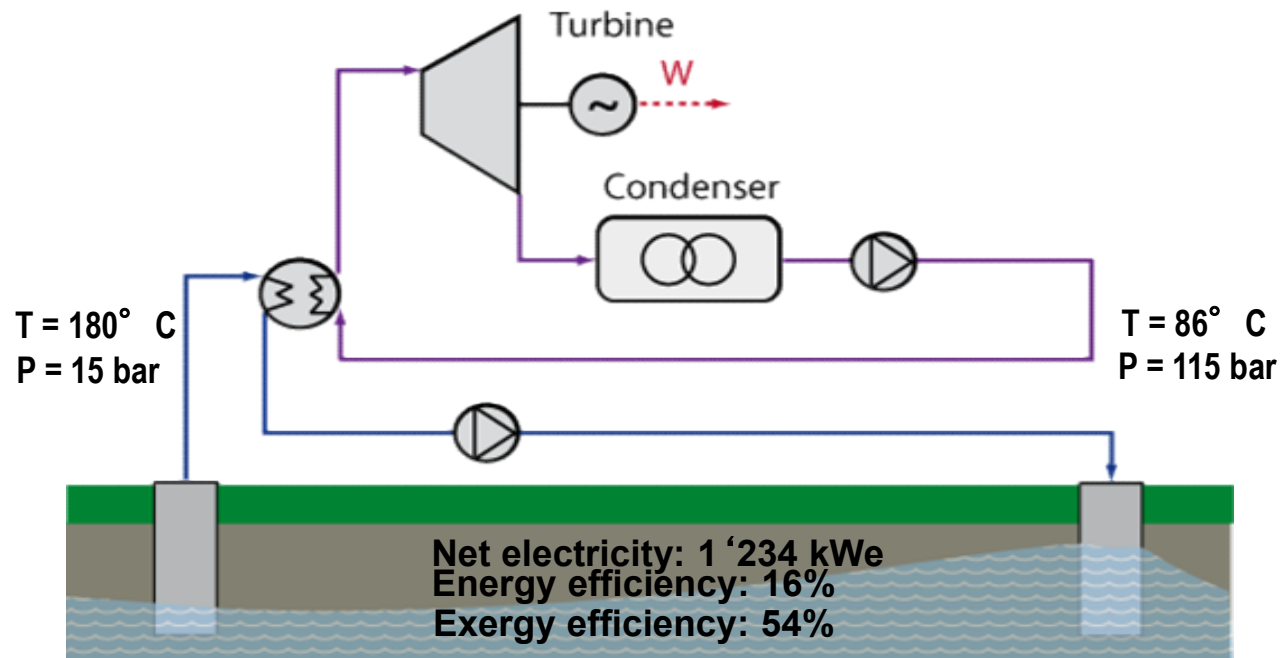 Turbine
W
~
Condenser
T = 180° C
P = 15 bar
T = 86° C
P = 115 bar
Net electricity: 1‘234 kWe
Energy efficiency: 16%
Exergy efficiency: 54%